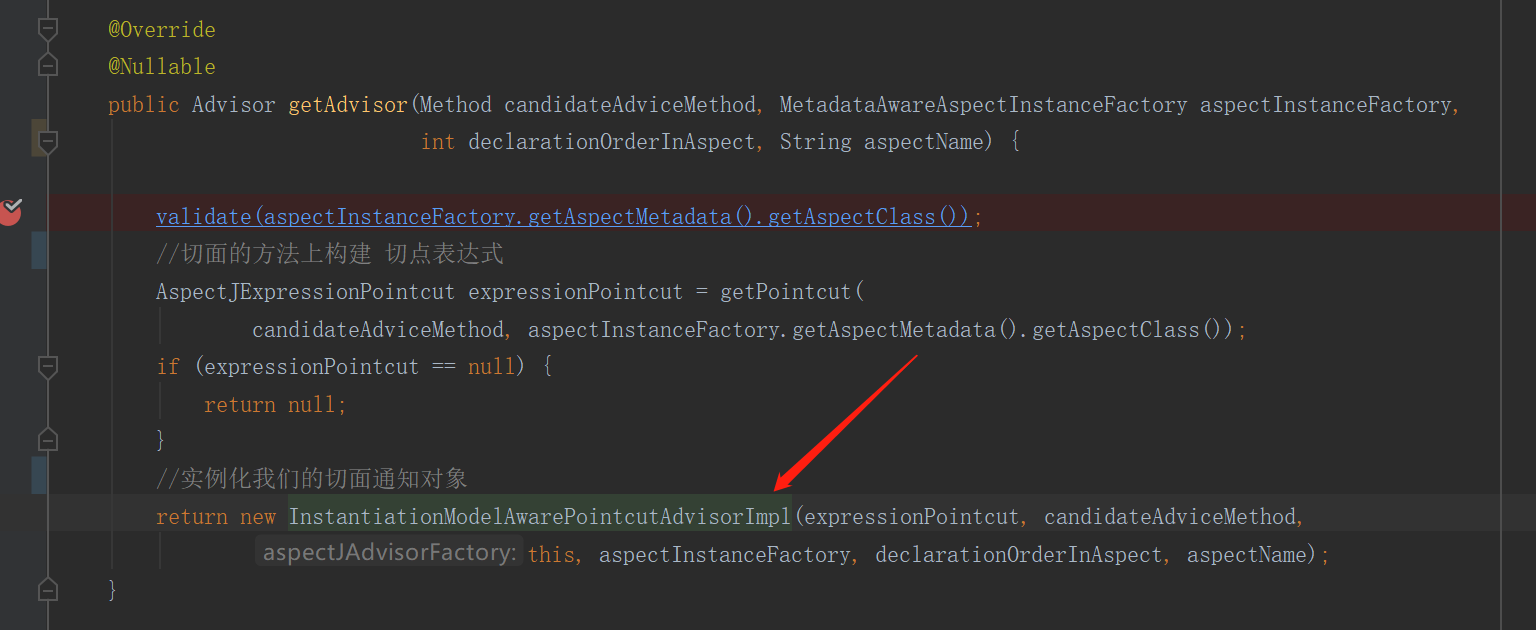 @Override
@Nullable
public Advisor getAdvisor(Method candidateAdviceMethod, MetadataAwareAspectInstanceFactory aspectInstanceFactory,
int declarationOrderInAspect, String aspectName) {
validate(aspectInstanceFactory.getAspectMetadata().getAspectClass());
//切面的方法上构建 切点表达式
AspectJExpressionPointcut expressionPointcut = getPointcut(
candidateAdviceMethod, aspectInstanceFactory.getAspectMetadata().getAspectClass());
if (expressionPointcut == null) {
return null;
}
//实例化我们的切面通知对象
return new InstantiationModelAwarePointcutAdvisorImpl(expressionPointcut, candidateAdviceMethod,
aspectJAdvisorFactory: this, aspectInstanceFactory, declarationOrderInAspect, aspectName);
}